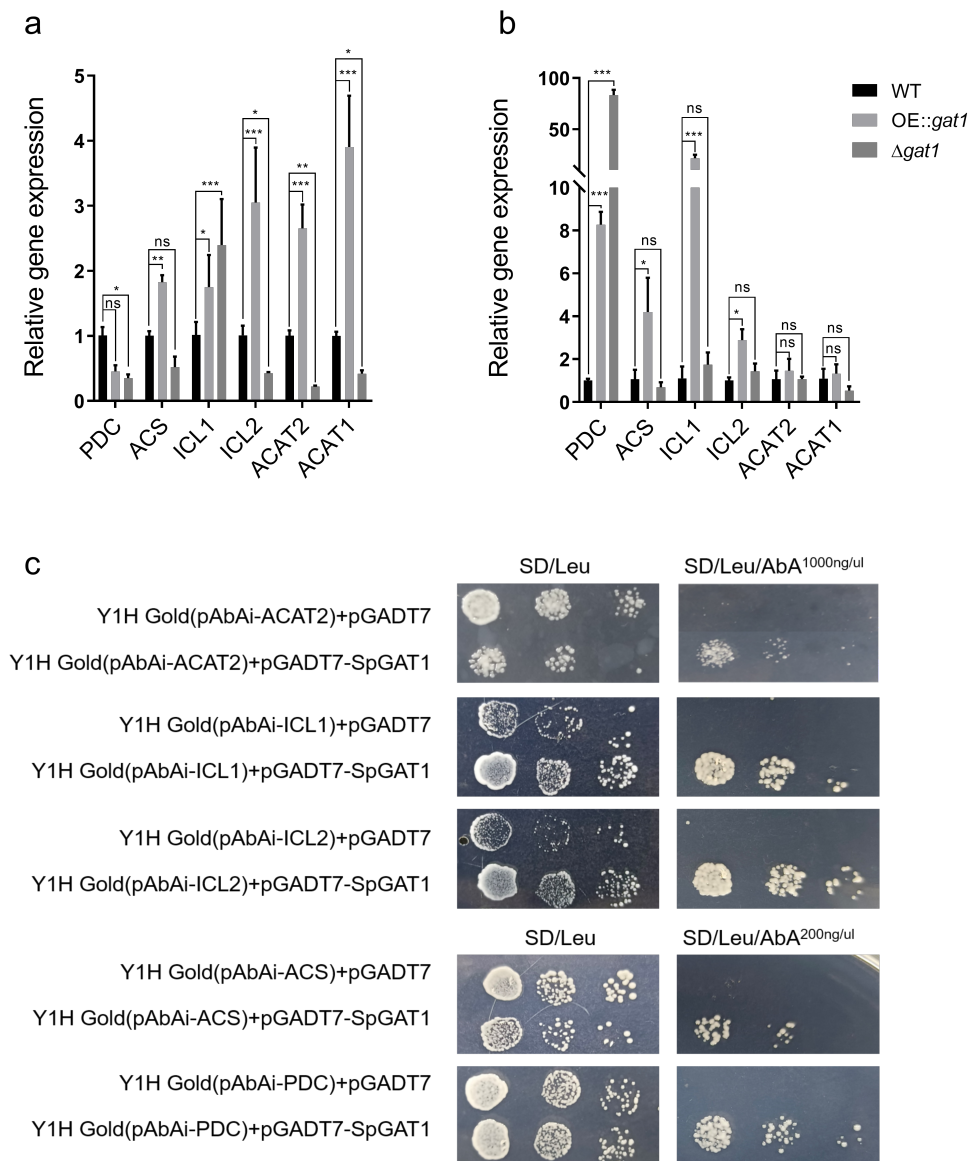 a
Relative gene expression
5
4
3
2
1
0
*
ns
ns
**
***
*
*
***
**
***
*
***
PDC
ACS
ICL1
ICL2
ACAT2
ACAT1
b
Relative gene expression
100
50
10
8
6
4
2
0
***
***
ns
*
ns
***
ns
*
ns
ns
ns
ns
PDC
ACS
ICL1
ICL2
ACAT2
ACAT1
WT
OE::gat1
Δgat1
c
SD/Leu
SD/Leu/AbA1000ng/ul
Y1H Gold(pAbAi-ACAT2)+pGADT7
Y1H Gold(pAbAi-ACAT2)+pGADT7-SpGAT1
Y1H Gold(pAbAi-ICL1)+pGADT7
Y1H Gold(pAbAi-ICL1)+pGADT7-SpGAT1
Y1H Gold(pAbAi-ICL2)+pGADT7
Y1H Gold(pAbAi-ICL2)+pGADT7-SpGAT1
SD/Leu
SD/Leu/AbA200ng/ul
Y1H Gold(pAbAi-ACS)+pGADT7
Y1H Gold(pAbAi-ACS)+pGADT7-SpGAT1
Y1H Gold(pAbAi-PDC)+pGADT7
Y1H Gold(pAbAi-PDC)+pGADT7-SpGAT1